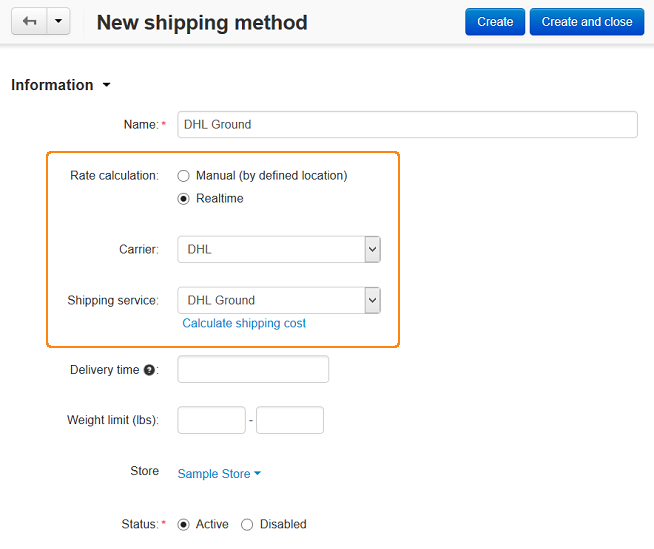 New shipping method
Create
Create and close
Information
Name: *
DHL Ground
Rate calculation:
Manual (by defined location)
Realtime
Carrier:
DHL
Shipping service:
DHL Ground
Calculate shipping cost
Delivery time ?:
Weight limit (lbs):
-
Store
Sample Store
Status: *
Active
Disabled